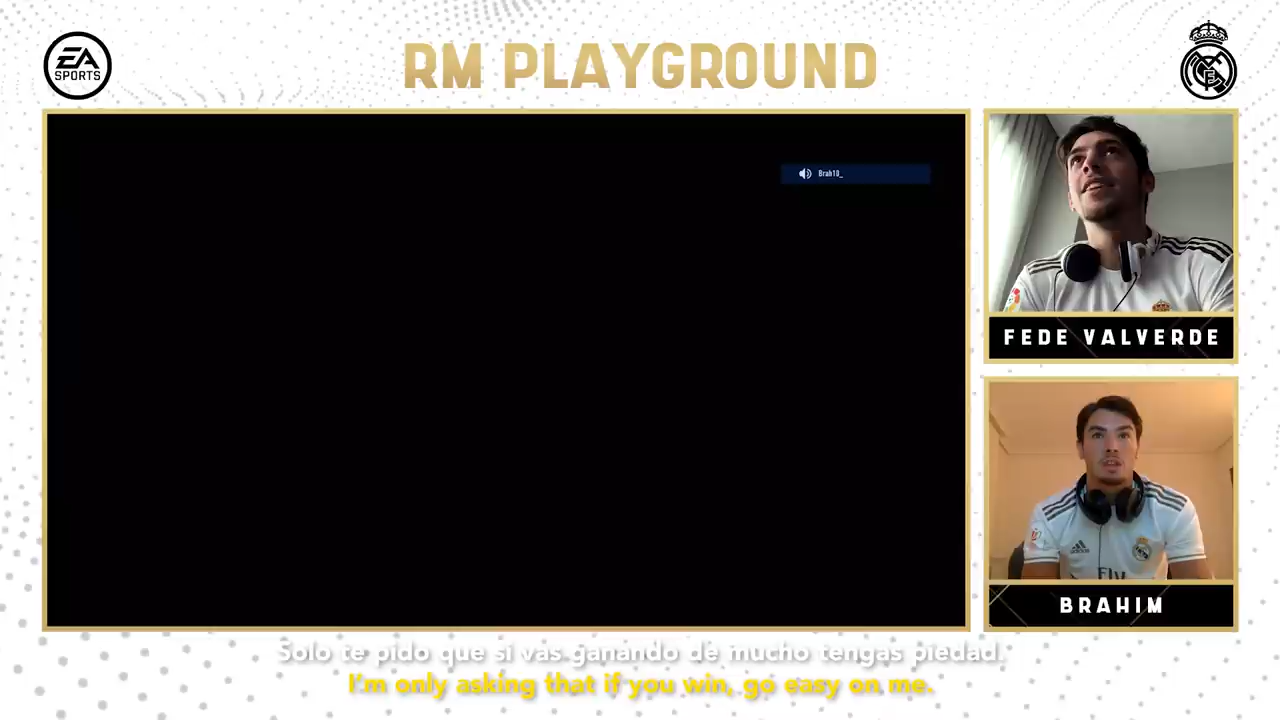 EA
SPORTS
RM PLAYGROUND
Brah10_
FEDE VALVERDE
FLY
BRAHIM
Solo te pido que si vas ganando de mucho tengas piedad.
I'm only asking that if you win, go easy on me.